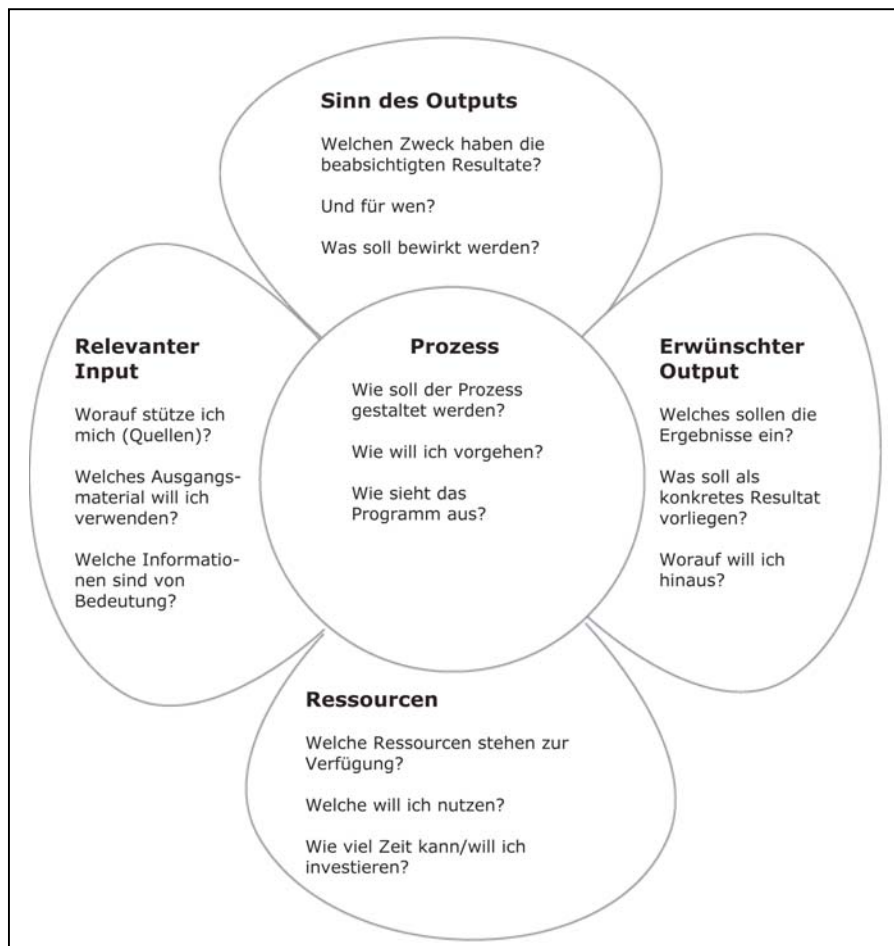 Sinn des Outputs
Welchen Zweck haben die
beabsichtigten Resultate?
Und für wen?
Was soll bewirkt werden?
Relevanter
Input
Worauf stütze ich
mich (Quellen)?
Welches Ausgangs-
material will ich
verwenden?
Welche Informatio-
nen sind von
Bedeutung?
Prozess
Wie soll der Prozess
gestaltet werden?
Wie will ich vorgehen?
Wie sieht das
Programm aus?
Erwünschter
Output
Welches sollen die
Ergebnisse ein?
Was soll als
konkretes Resultat
vorliegen?
Worauf will ich
hinaus?
Ressourcen
Welche Ressourcen stehen zur
Verfügung?
Welche will ich nutzen?
Wie viel Zeit kann/will ich
investieren?